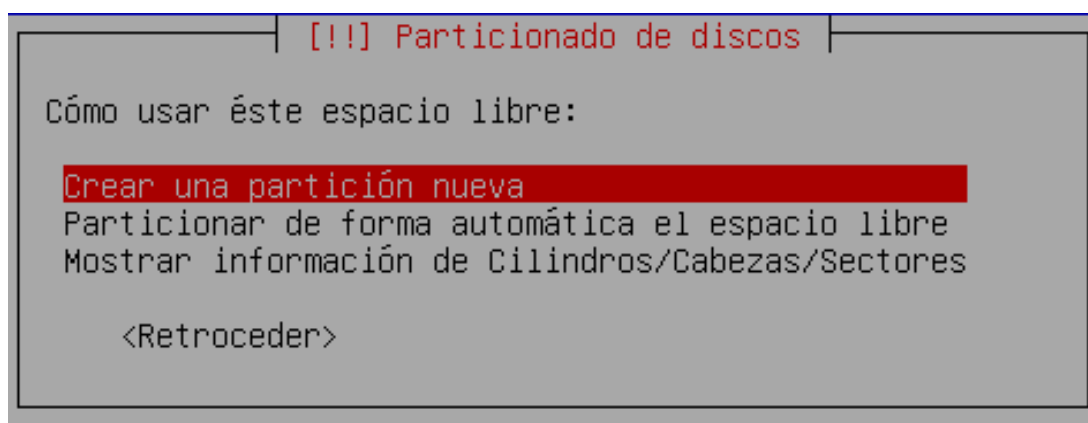 [!!] Particionado de discos
Cómo usar éste espacio libre:
Crear una partición nueva
Particionar de forma automática el espacio libre
Mostrar información de Cilindros/Cabezas/Sectores
<Retroceder>